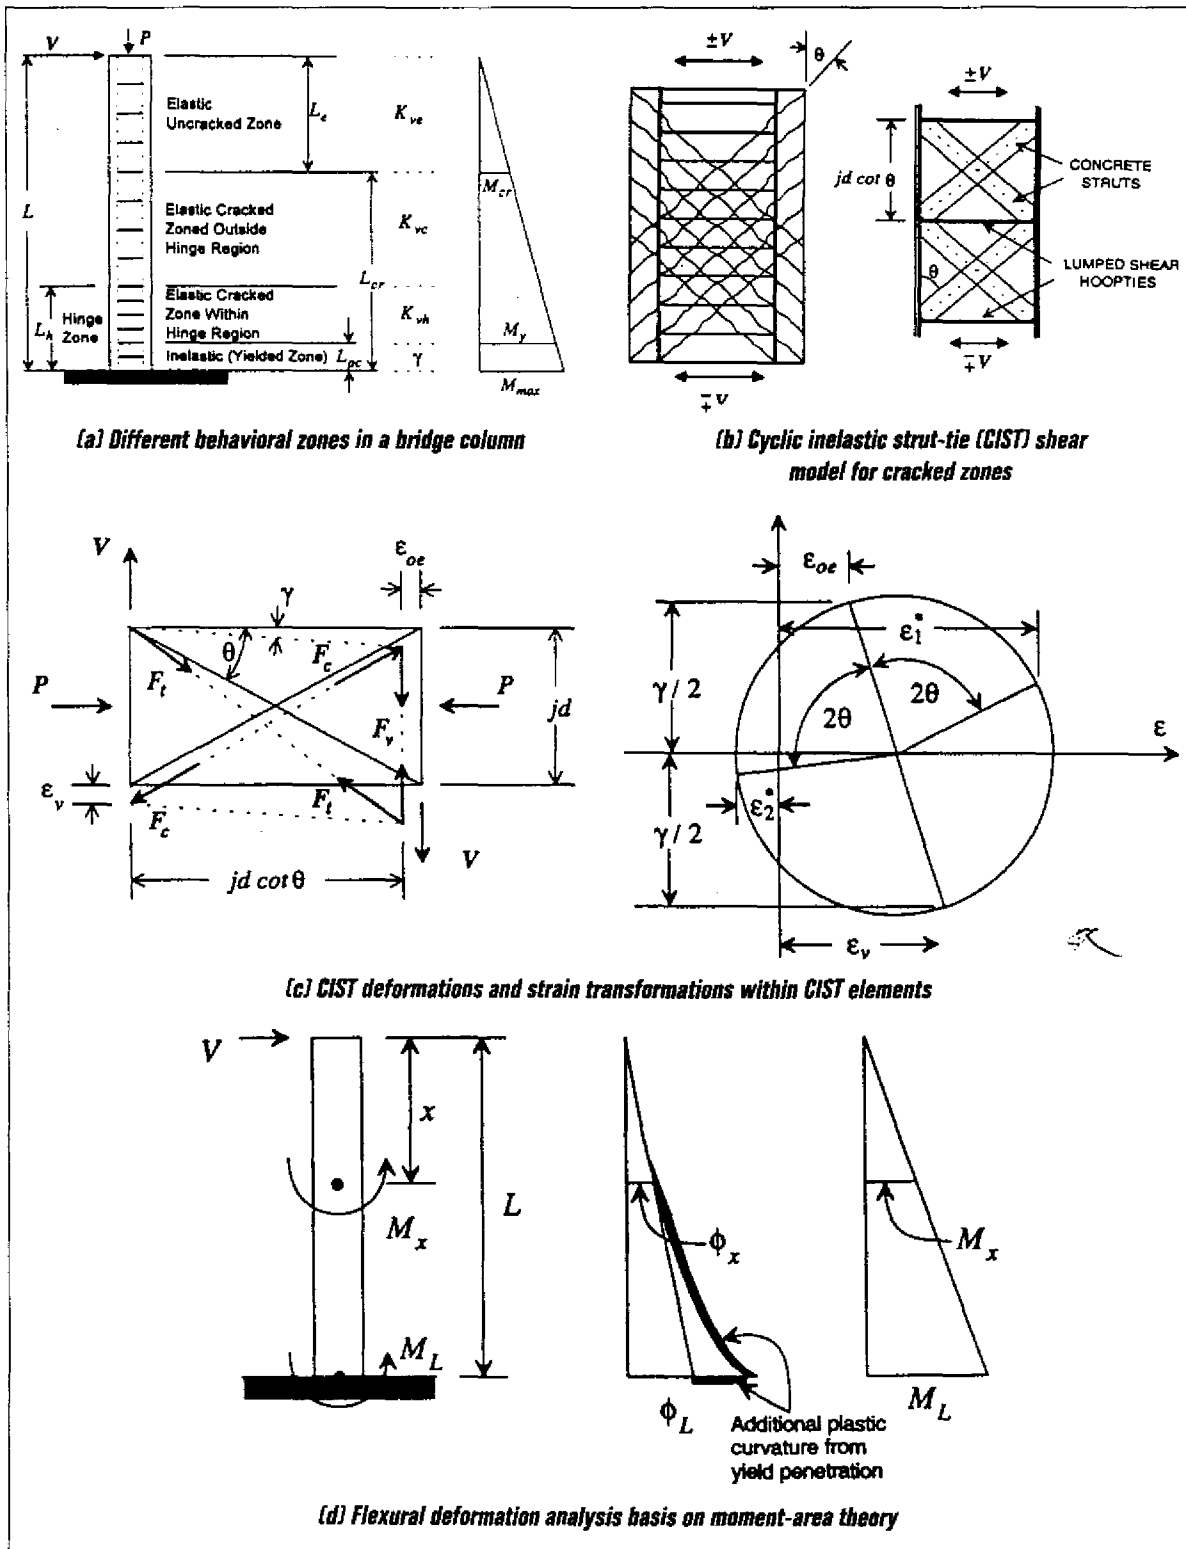 V
P
L
Elastic
Uncracked Zone
L_e
K_ve
Elastic Cracked
Zoned Outside
Hinge Region
K_vc
M_cr
L_cr
L_h
Hinge
Zone
Elastic Cracked
Zone Within
Hinge Region
K_vh
M_y
Inelastic (Yielded Zone)
L_pc
γ
M_max
±V
θ
±V
jd cot θ
CONCRETE
STRUTS
θ
LUMPED SHEAR
HOOPTIES
∓V
∓V
(a) Different behavioral zones in a bridge column
(b) Cyclic inelastic strut-tie (CIST) shear
model for cracked zones
V
ε_oe
γ
θ
F_c
F_t
P
P
F_v
jd
ε_v
F_c
F_t
V
jd cot θ
ε_oe
ε_1*
γ/2
2θ
2θ
ε
ε_2*
γ/2
ε_v
(c) CIST deformations and strain transformations within CIST elements
V
x
L
M_x
M_L
ϕ_x
ϕ_L
Additional plastic
curvature from
yield penetration
M_x
M_L
(d) Flexural deformation analysis basis on moment-area theory